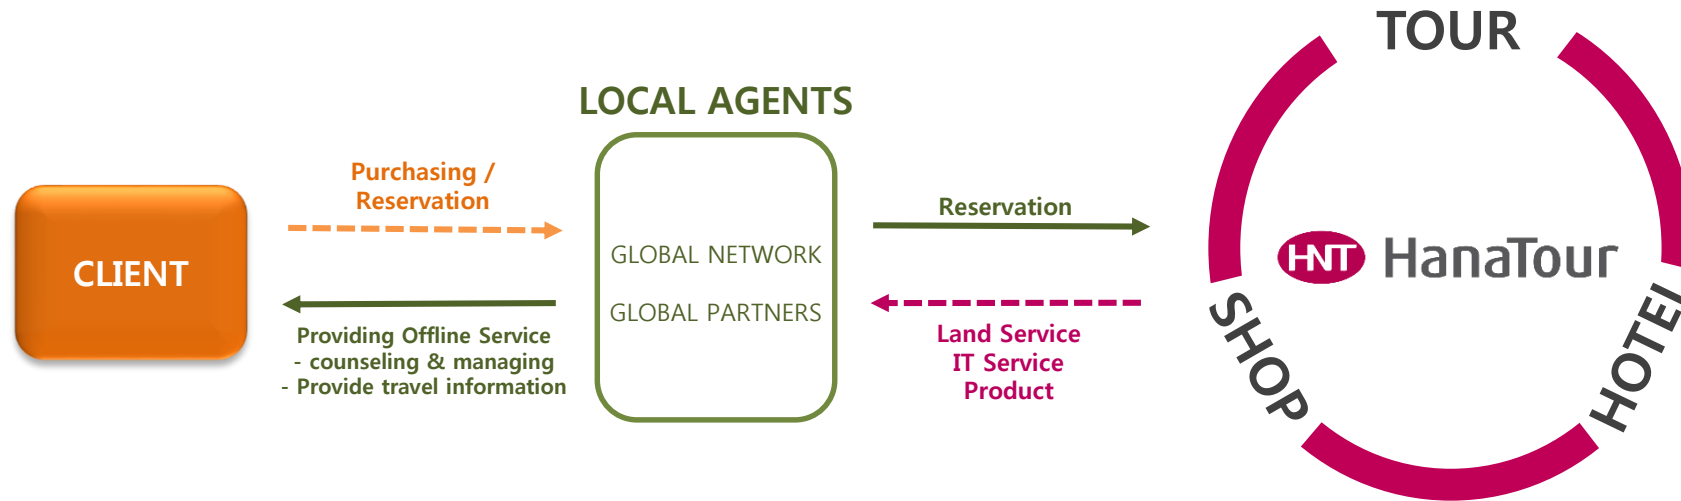 TOUR
LOCAL AGENTS
Purchasing /
Reservation
Reservation
CLIENT
GLOBAL NETWORK
GLOBAL PARTNERS
HNT HanaTour
Providing Offline Service
- counseling & managing
- Provide travel information
Land Service
IT Service
Product
SHOP
HOTEL